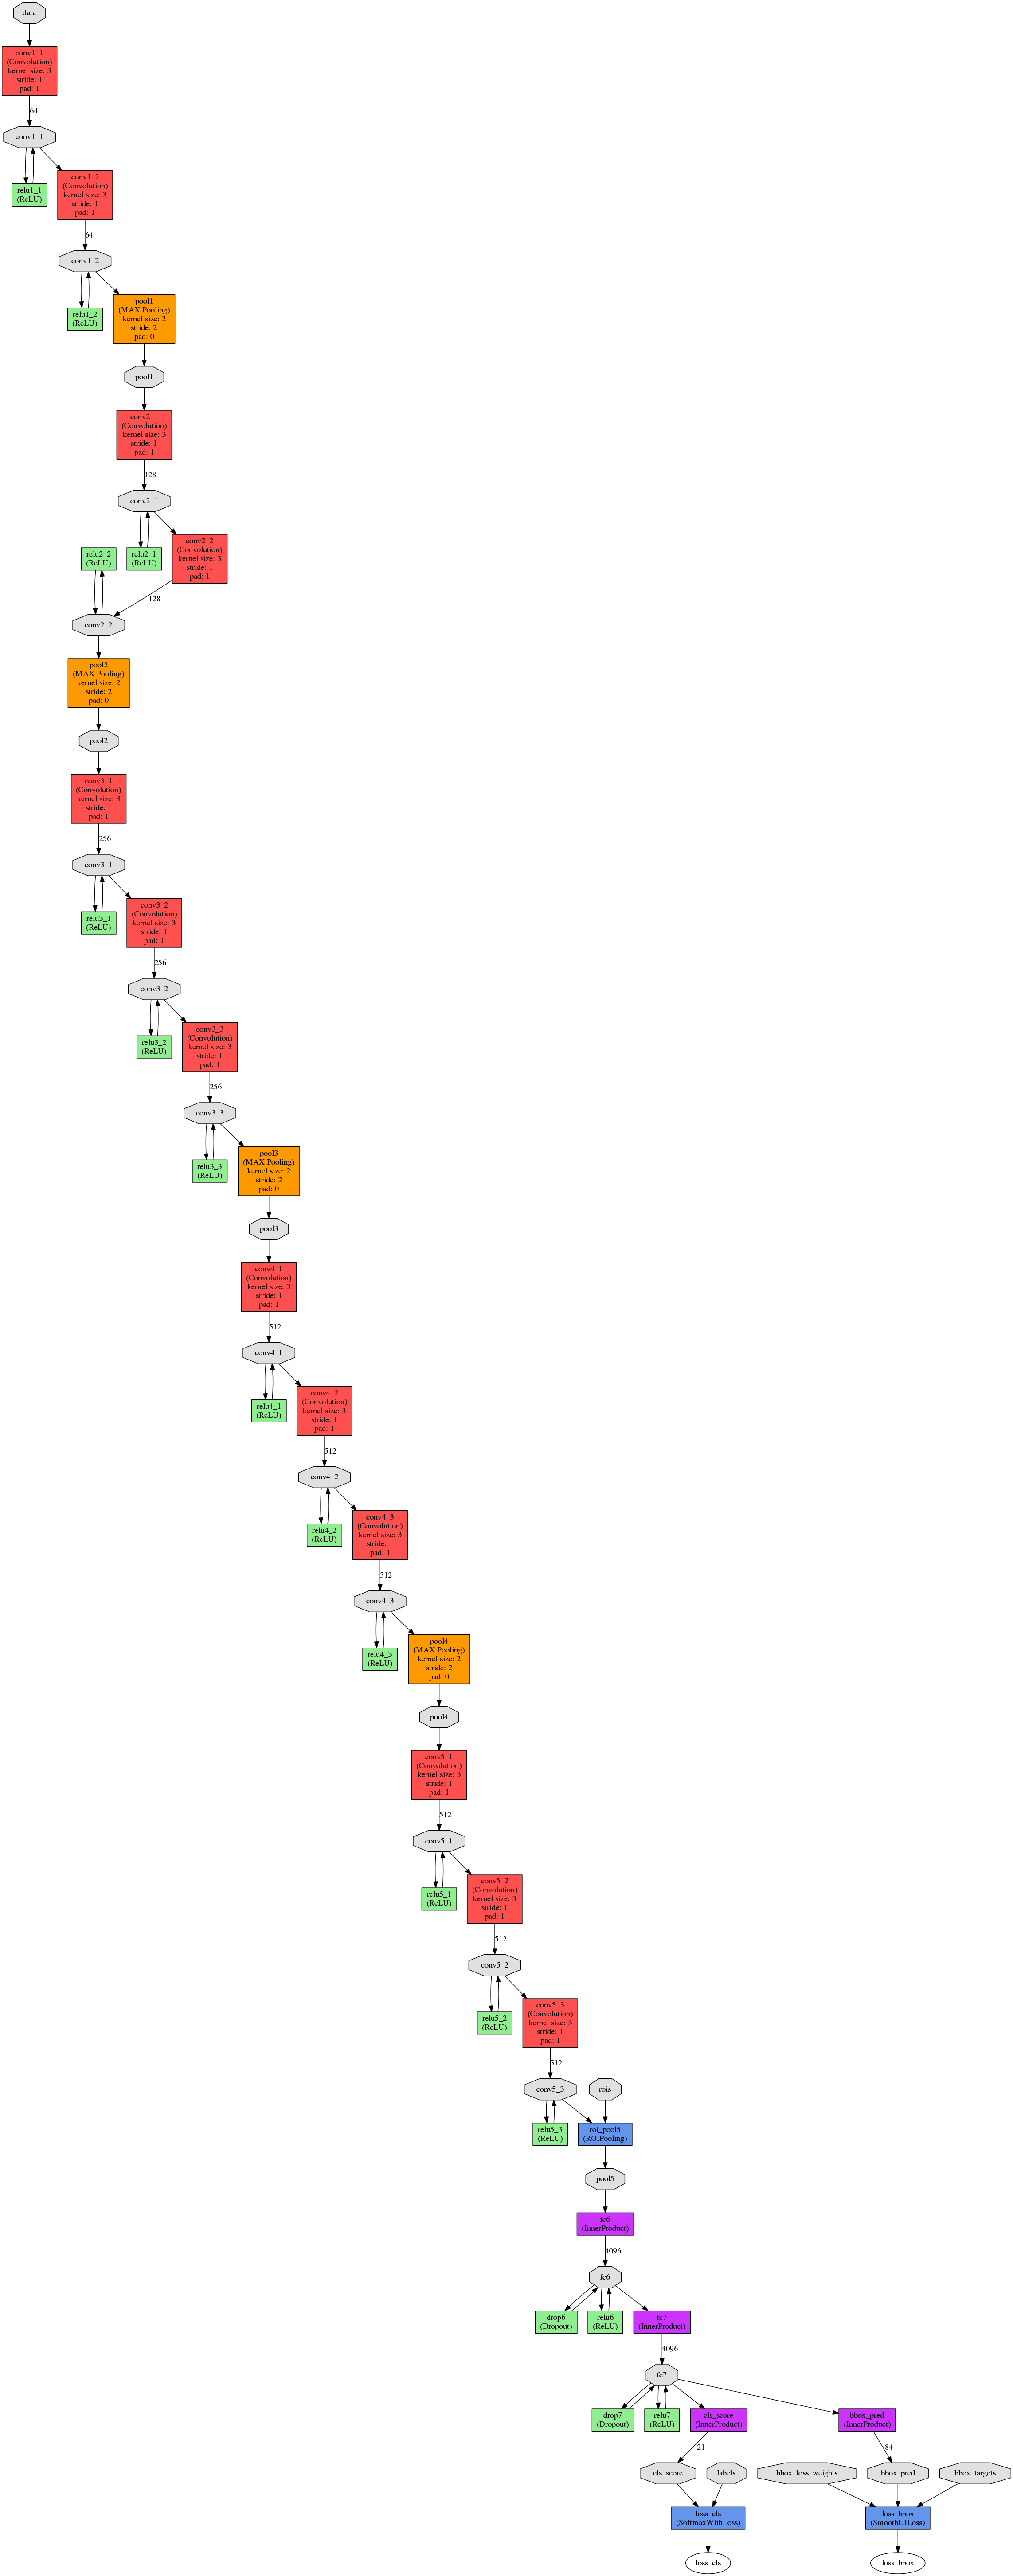 data
conv1_1
(Convolution)
kernel size: 3
stride: 1
pad: 1
64
conv1_1
relu1_1
(ReLU)
conv1_2
(Convolution)
kernel size: 3
stride: 1
pad: 1
64
conv1_2
relu1_2
(ReLU)
pool1
(MAX Pooling)
kernel size: 2
stride: 2
pad: 0
pool1
conv2_1
(Convolution)
kernel size: 3
stride: 1
pad: 1
128
conv2_1
relu2_2
(ReLU)
relu2_1
(ReLU)
conv2_2
(Convolution)
kernel size: 3
stride: 1
pad: 1
128
conv2_2
pool2
(MAX Pooling)
kernel size: 2
stride: 2
pad: 0
pool2
conv3_1
(Convolution)
kernel size: 3
stride: 1
pad: 1
256
conv3_1
relu3_1
(ReLU)
conv3_2
(Convolution)
kernel size: 3
stride: 1
pad: 1
256
conv3_2
relu3_2
(ReLU)
conv3_3
(Convolution)
kernel size: 3
stride: 1
pad: 1
256
conv3_3
relu3_3
(ReLU)
pool3
(MAX Pooling)
kernel size: 2
stride: 2
pad: 0
pool3
conv4_1
(Convolution)
kernel size: 3
stride: 1
pad: 1
512
conv4_1
relu4_1
(ReLU)
conv4_2
(Convolution)
kernel size: 3
stride: 1
pad: 1
512
conv4_2
relu4_2
(ReLU)
conv4_3
(Convolution)
kernel size: 3
stride: 1
pad: 1
512
conv4_3
relu4_3
(ReLU)
pool4
(MAX Pooling)
kernel size: 2
stride: 2
pad: 0
pool4
conv5_1
(Convolution)
kernel size: 3
stride: 1
pad: 1
512
conv5_1
relu5_1
(ReLU)
conv5_2
(Convolution)
kernel size: 3
stride: 1
pad: 1
512
conv5_2
relu5_2
(ReLU)
conv5_3
(Convolution)
kernel size: 3
stride: 1
pad: 1
512
conv5_3
rois
relu5_3
(ReLU)
roi_pool5
(ROIPooling)
pool5
fc6
(InnerProduct)
4096
fc6
drop6
(Dropout)
relu6
(ReLU)
fc7
(InnerProduct)
4096
fc7
drop7
(Dropout)
relu7
(ReLU)
cls_score
(InnerProduct)
bbox_pred
(InnerProduct)
21
84
cls_score
labels
bbox_loss_weights
bbox_pred
bbox_targets
loss_cls
(SoftmaxWithLoss)
loss_bbox
(SmoothL1Loss)
loss_cls
loss_bbox